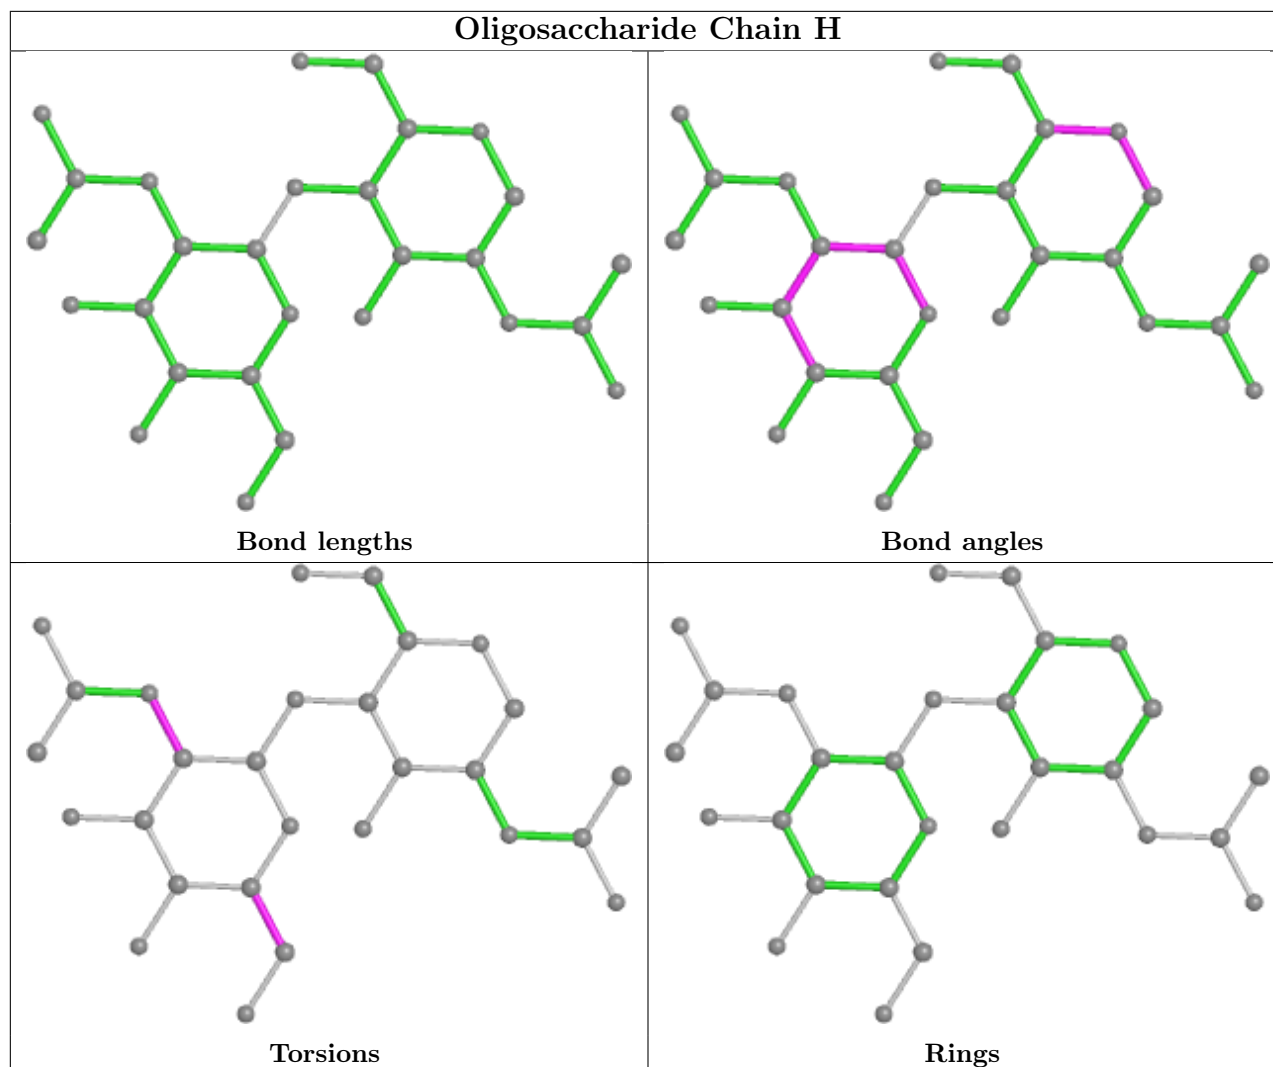 Oligosaccharide Chain H
Bond lengths
Bond angles
Torsions
Rings